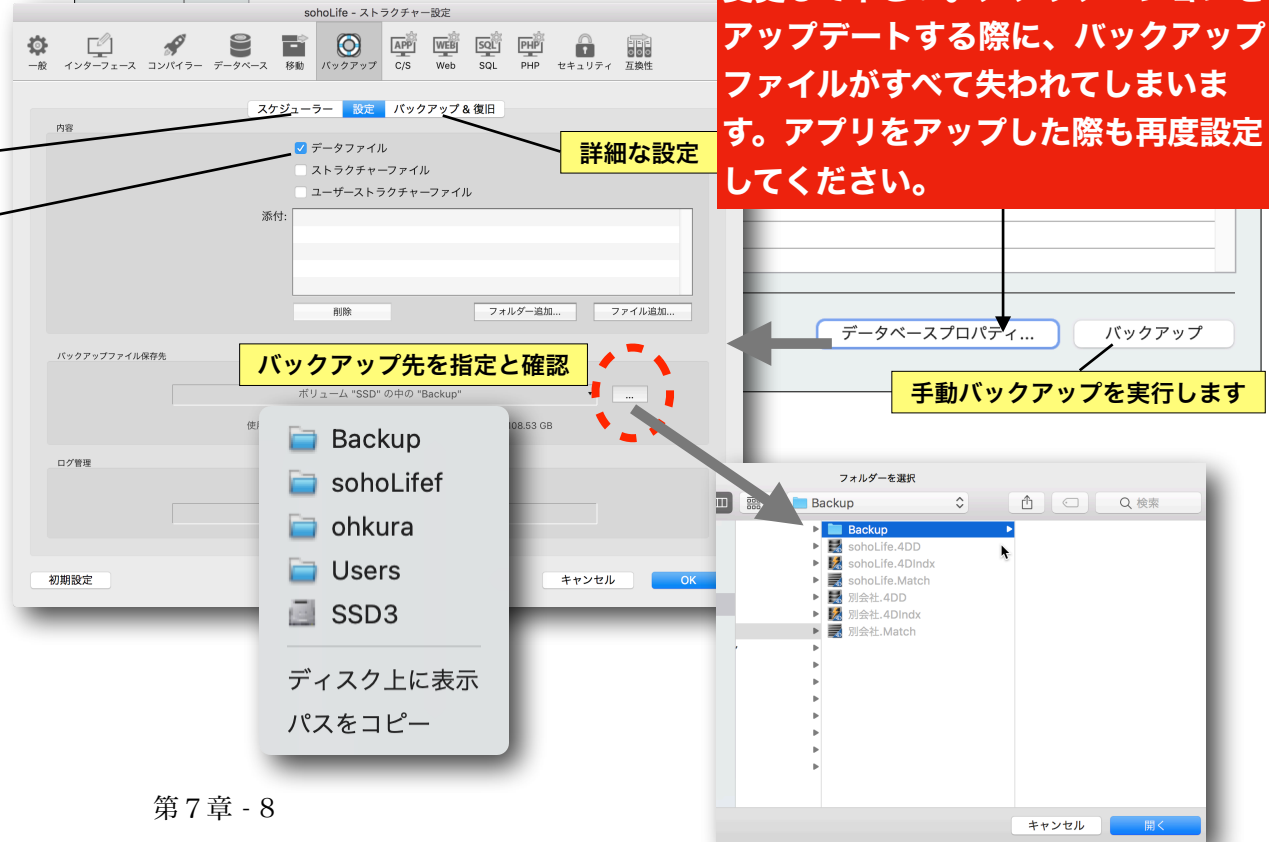 sohoLife - ストラクチャー設定
一般
インターフェース
コンパイラー
データベース
移動
バックアップ
C/S
Web
SQL
PHP
セキュリティ
互換性
スケジューラー
設定
バックアップ & 復旧
内容
データファイル
ストラクチャーファイル
ユーザーストラクチャーファイル
添付:
削除
フォルダー追加...
ファイル追加...
詳細な設定
アップデートする際に、バックアップ
ファイルがすべて失われてしまいま
す。アプリをアップした際も再度設定
してください。
データベースプロパティ...
バックアップ
手動バックアップを実行します
バックアップファイル保存先
バックアップ先を指定と確認
ボリューム "SSD" の中の "Backup"
...
08.53 GB
Backup
sohoLifef
ohkura
Users
SSD3
ディスク上に表示
パスをコピー
ログ管理
初期設定
キャンセル
OK
フォルダーを選択
Backup
検索
Backup
sohoLife.4DD
sohoLife.4DIndx
sohoLife.Match
別会社.4DD
別会社.4DIndx
別会社.Match
キャンセル
開く
第7章 - 8